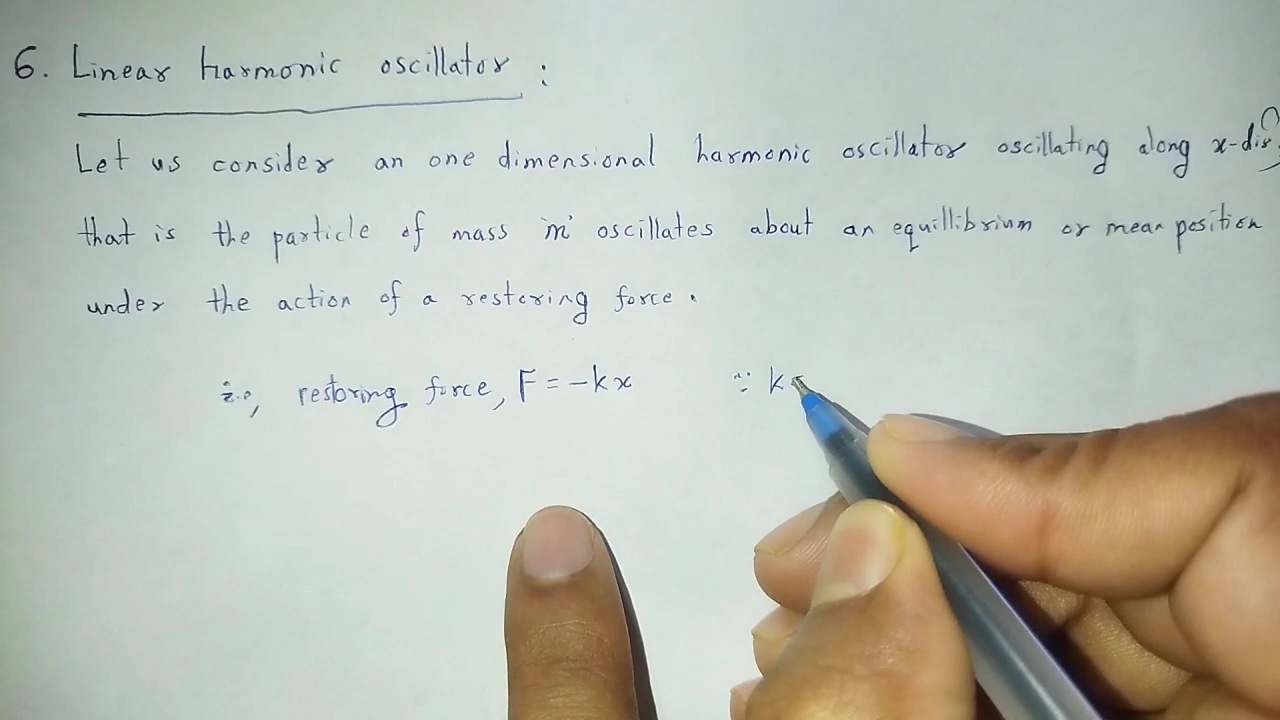 6. Linear harmonic oscillator :
Let us consider an one dimensional harmonic oscillator oscillating along x-dir
that is the particle of mass 'm' oscillates about an equillibrium or mean position
under the action of a restoring force.
i.e, restoring force, F = -kx ∵ k